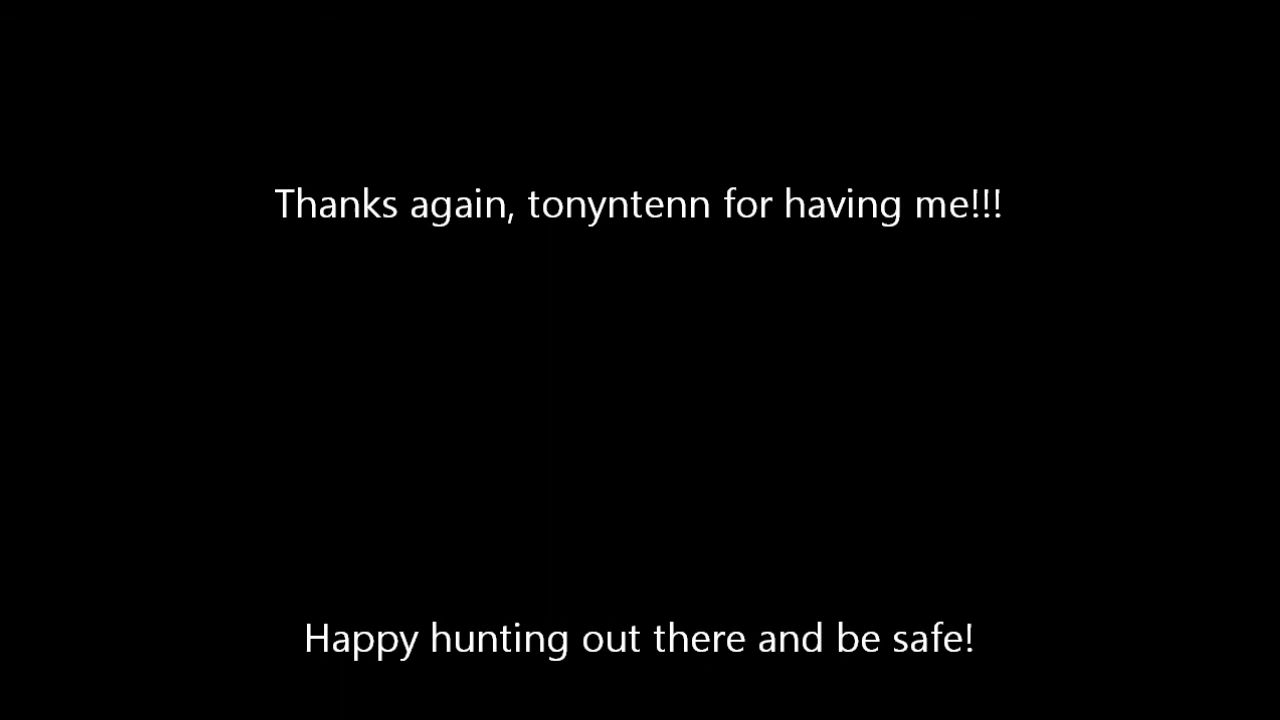 Thanks again, tonyntenn for having me!!!
Happy hunting out there and be safe!